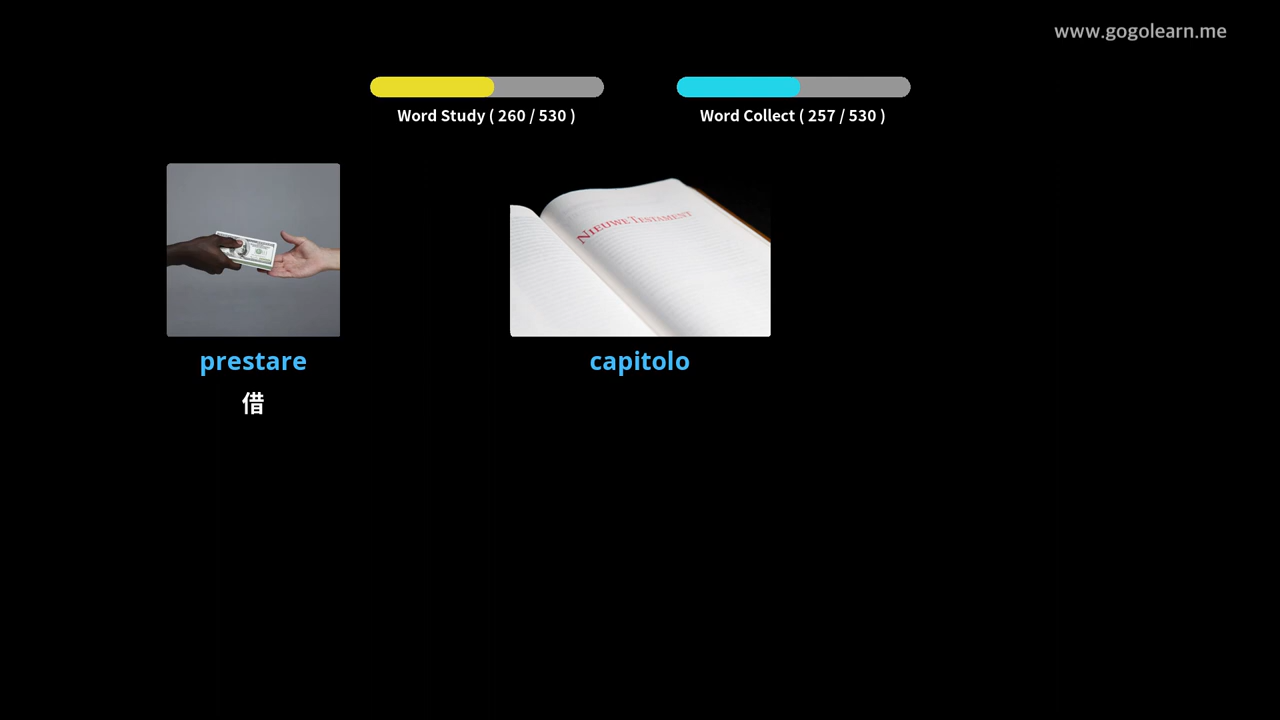 www.gogolearn.me
Word Study ( 260 / 530 )
Word Collect ( 257 / 530 )
NIEUWE TESTAMENT
prestare
capitolo
借